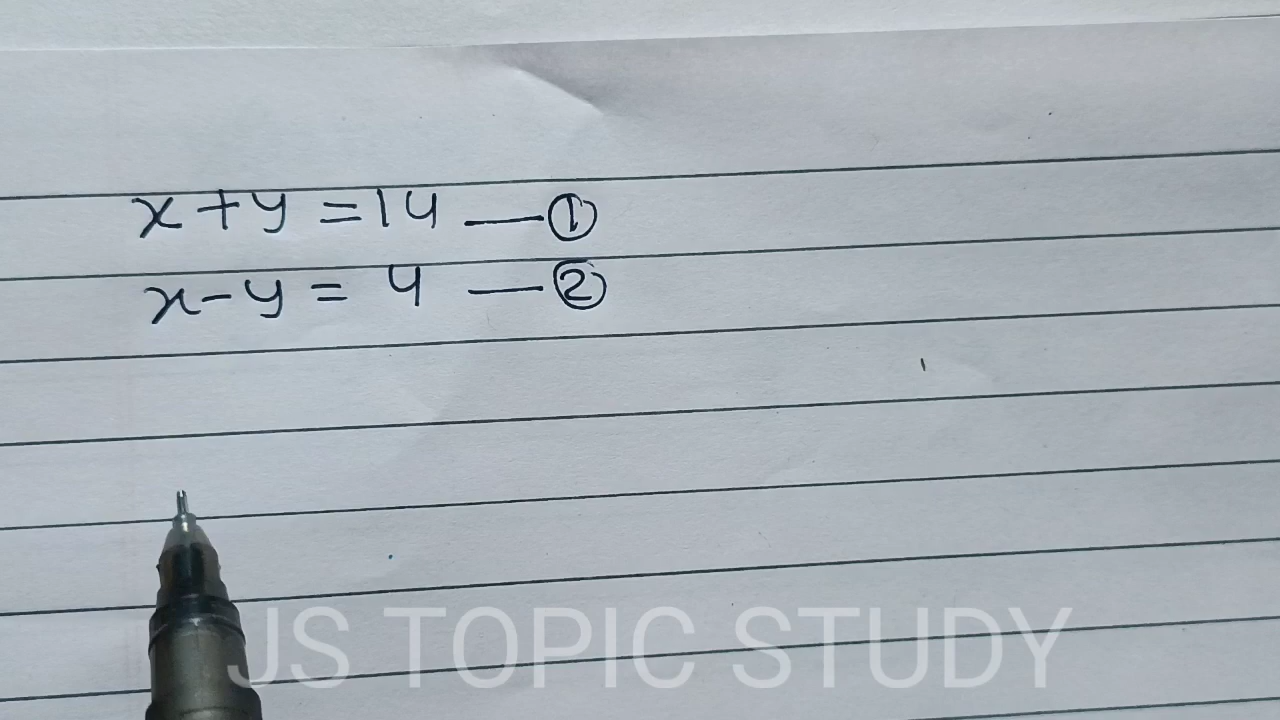 x + y = 14 — ①
x - y = 4 — ②
JS TOPIC STUDY